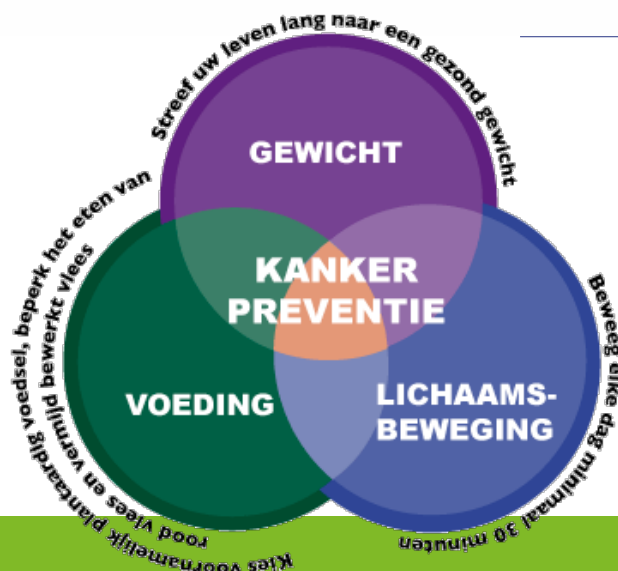 Streef uw leven lang naar een gezond gewicht
GEWICHT
KANKER
PREVENTIE
VOEDING
LICHAAMS-
BEWEGING
Kies voornamelijk plantaardig voedsel, beperk het eten van
rood vlees en vermijd bewerkt vlees
Beweeg elke dag minimaal 30 minuten